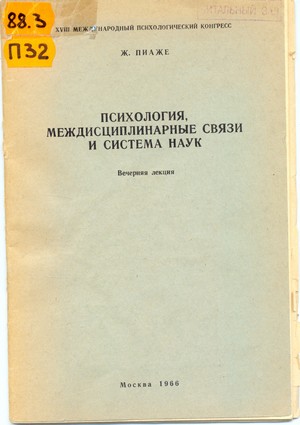 88.3
П32
XVIII МЕЖДУНАРОДНЫЙ ПСИХОЛОГИЧЕСКИЙ КОНГРЕСС
Ж. ПИАЖЕ
ПСИХОЛОГИЯ,
МЕЖДИСЦИПЛИНАРНЫЕ СВЯЗИ
И СИСТЕМА НАУК
Вечерняя лекция
Москва 1966